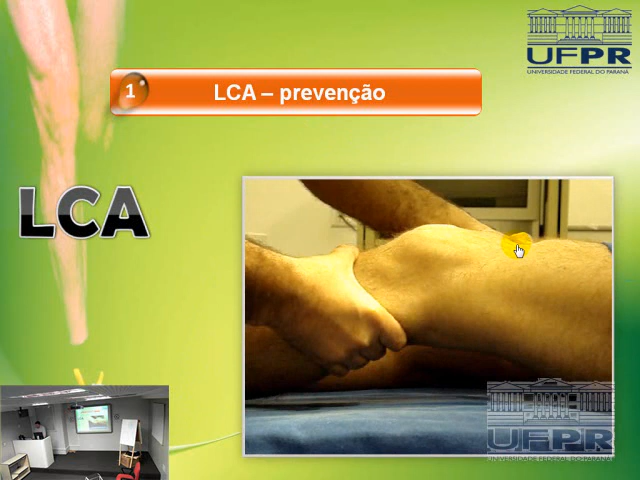 UFPR
UNIVERSIDADE FEDERAL DO PARANÁ
1
LCA – prevenção
LCA
UFPR
UNIVERSIDADE FEDERAL DO PARANÁ